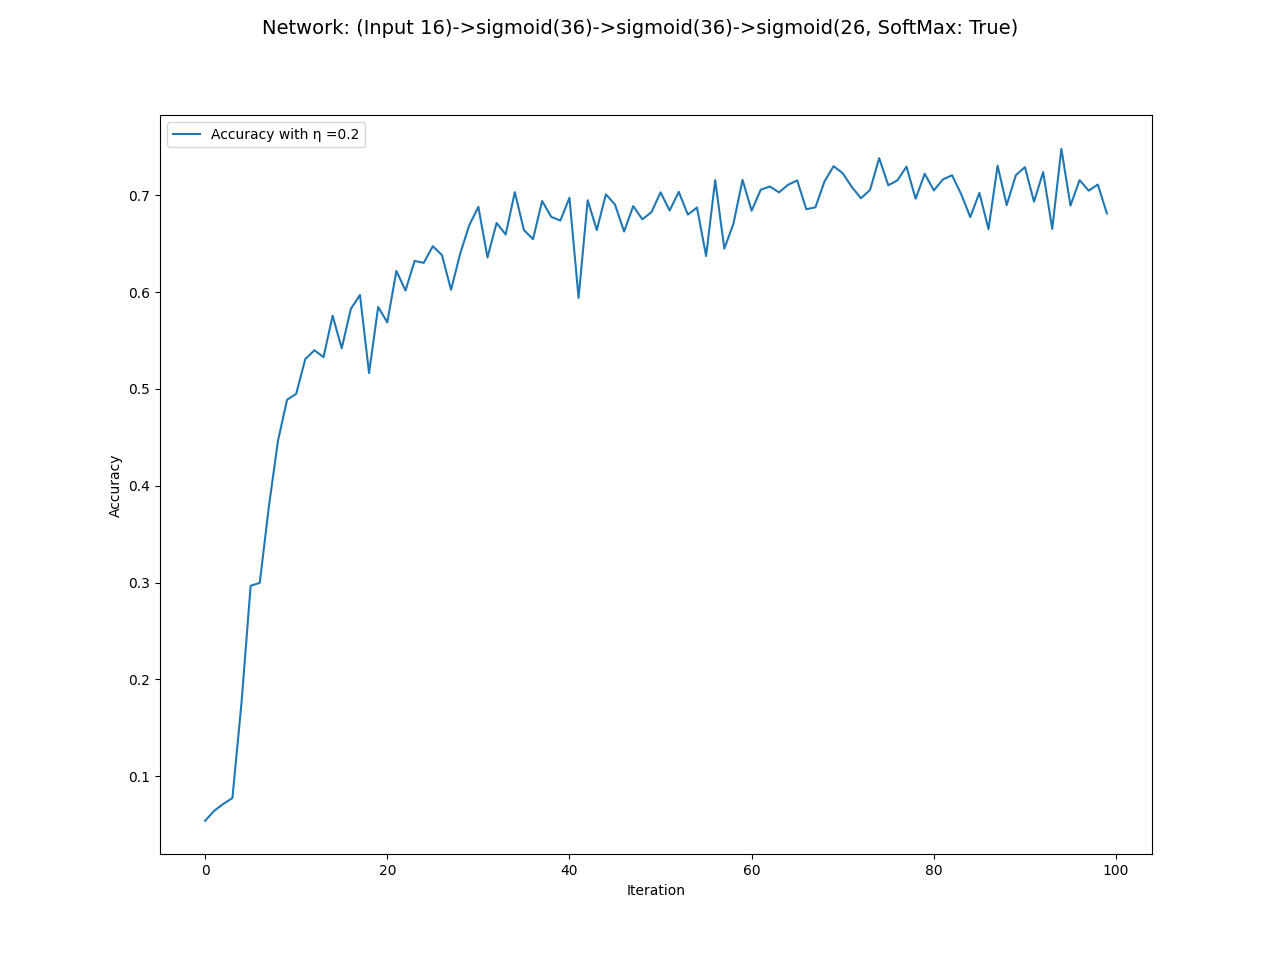 Network: (Input 16)->sigmoid(36)->sigmoid(36)->sigmoid(26, SoftMax: True)
Accuracy with η =0.2
0.7
0.6
0.5
0.4
0.3
0.2
0.1
Accuracy
0 20 40 60 80 100
Iteration